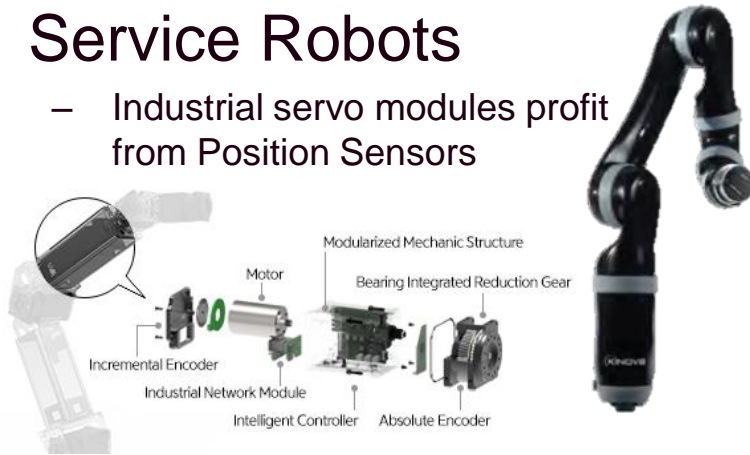 Service Robots
– Industrial servo modules profit
from Position Sensors
Modularized Mechanic Structure
Motor
Bearing Integrated Reduction Gear
Incremental Encoder
Industrial Network Module
Intelligent Controller
Absolute Encoder
KINOVA